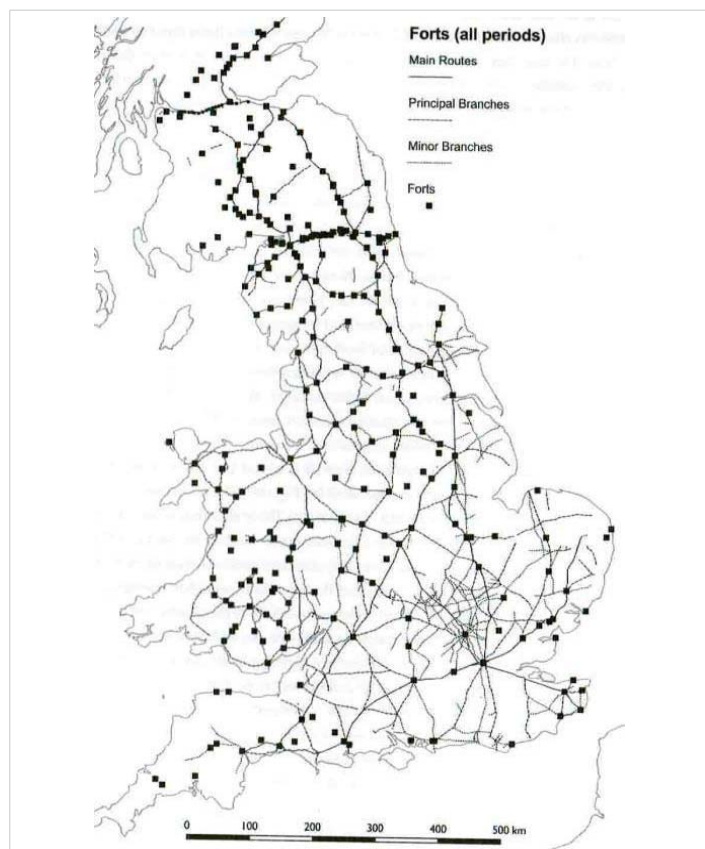 Forts (all periods)
Main Routes
Principal Branches
Minor Branches
Forts
0 100 200 300 400 500 km